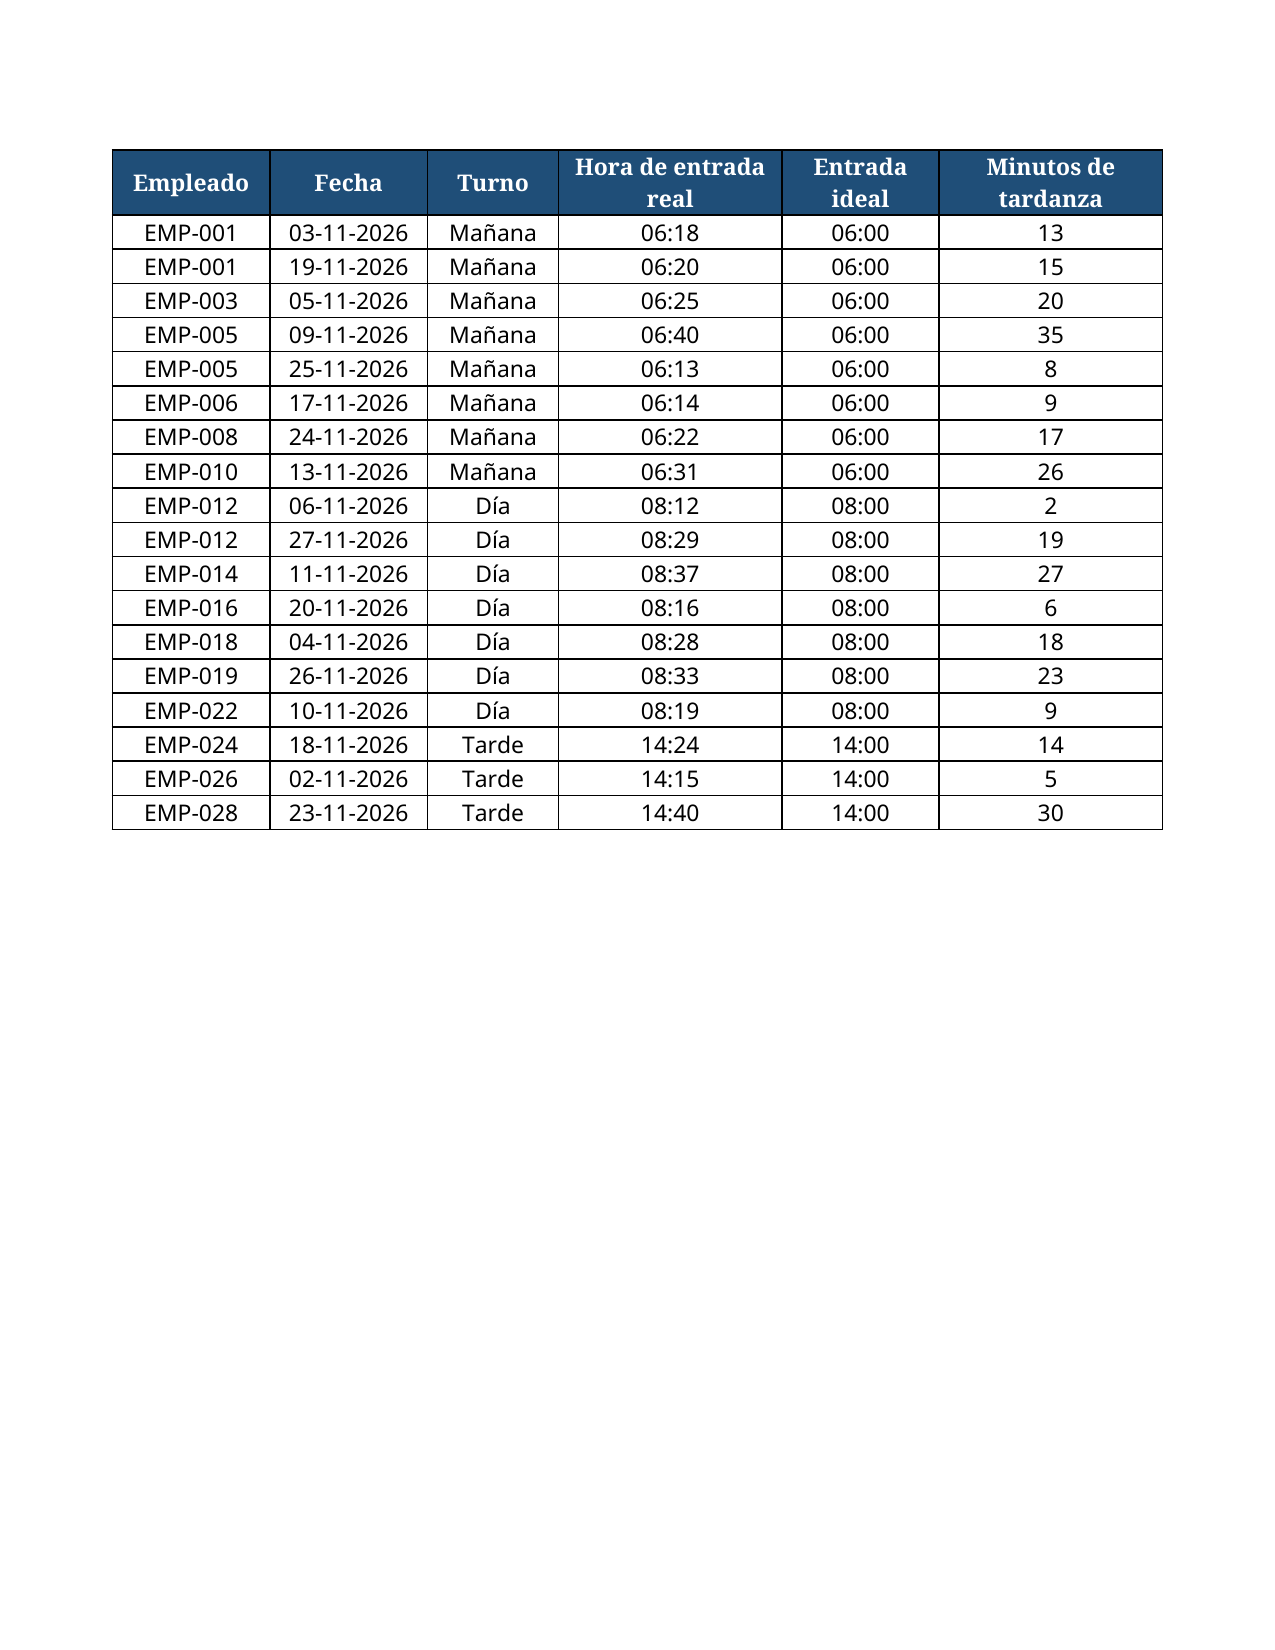 Empleado Fecha Turno Hora de entrada real Entrada ideal Minutos de tardanza
EMP-001 03-11-2026 Mañana 06:18 06:00 13
EMP-001 19-11-2026 Mañana 06:20 06:00 15
EMP-003 05-11-2026 Mañana 06:25 06:00 20
EMP-005 09-11-2026 Mañana 06:40 06:00 35
EMP-005 25-11-2026 Mañana 06:13 06:00 8
EMP-006 17-11-2026 Mañana 06:14 06:00 9
EMP-008 24-11-2026 Mañana 06:22 06:00 17
EMP-010 13-11-2026 Mañana 06:31 06:00 26
EMP-012 06-11-2026 Día 08:12 08:00 2
EMP-012 27-11-2026 Día 08:29 08:00 19
EMP-014 11-11-2026 Día 08:37 08:00 27
EMP-016 20-11-2026 Día 08:16 08:00 6
EMP-018 04-11-2026 Día 08:28 08:00 18
EMP-019 26-11-2026 Día 08:33 08:00 23
EMP-022 10-11-2026 Día 08:19 08:00 9
EMP-024 18-11-2026 Tarde 14:24 14:00 14
EMP-026 02-11-2026 Tarde 14:15 14:00 5
EMP-028 23-11-2026 Tarde 14:40 14:00 30